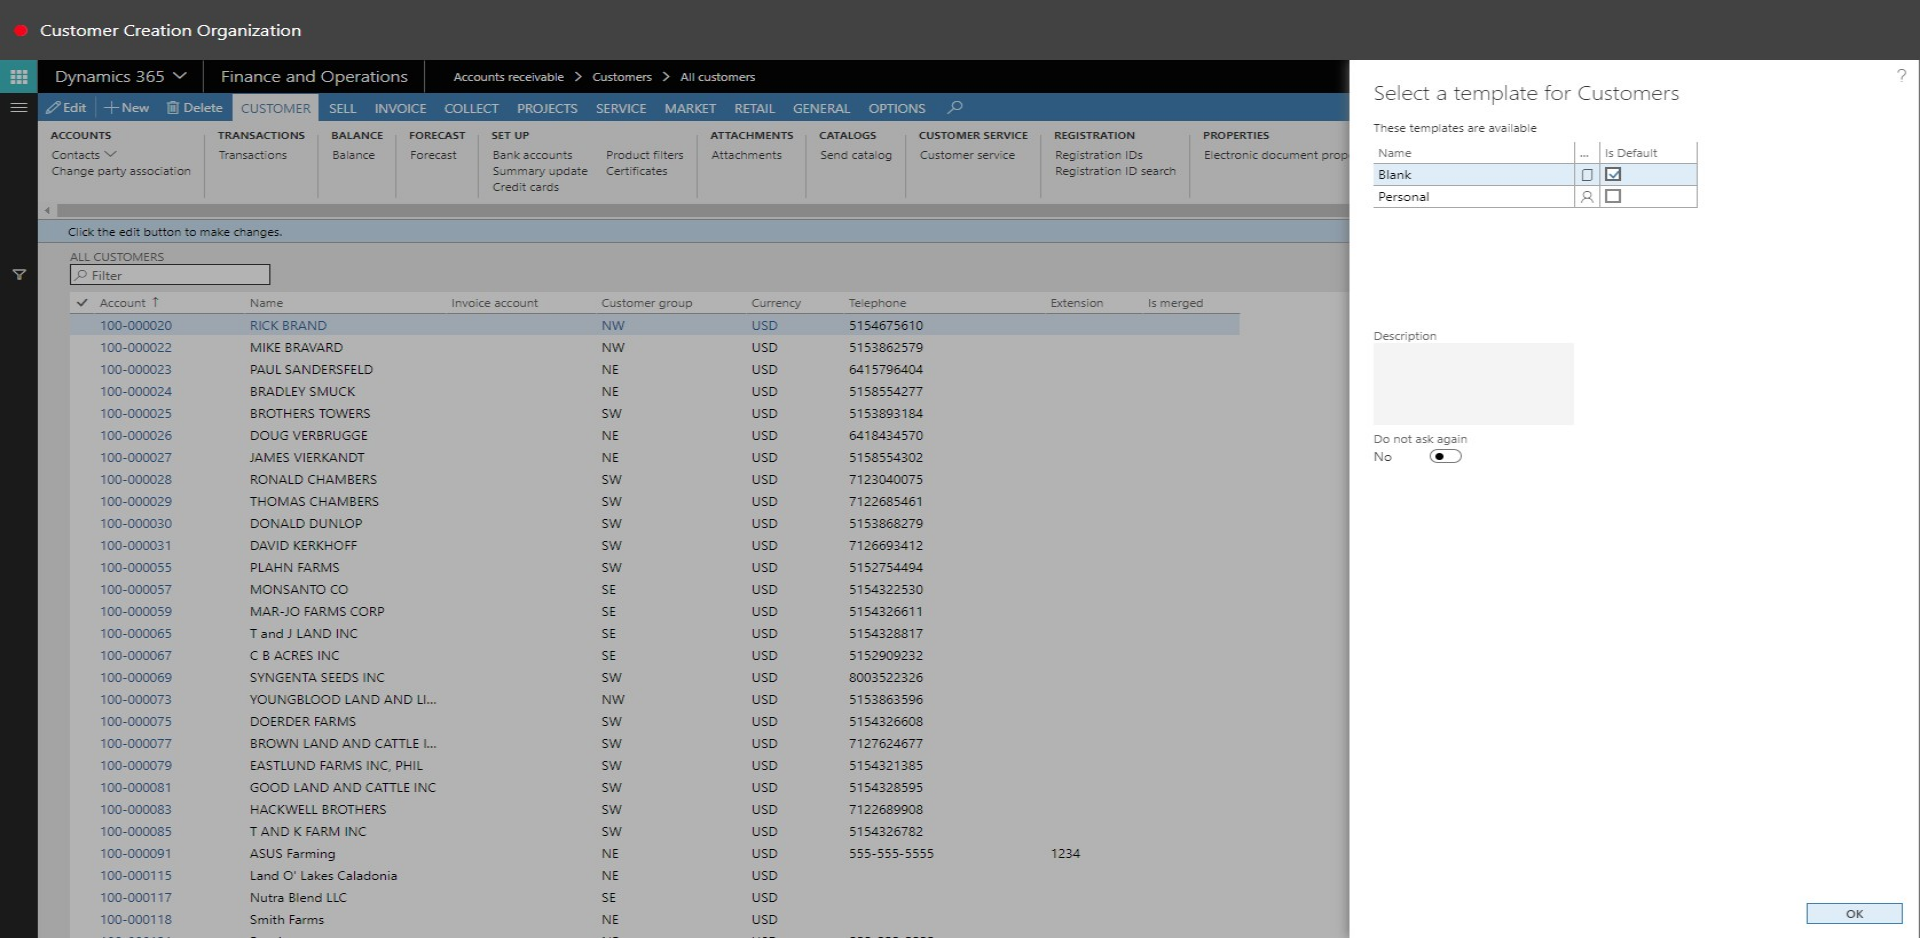 Customer Creation Organization
Dynamics 365 Finance and Operations Accounts receivable > Customers > All customers
Edit + New Delete CUSTOMER SELL INVOICE COLLECT PROJECTS SERVICE MARKET RETAIL GENERAL OPTIONS
ACCOUNTS TRANSACTIONS BALANCE FORECAST SET UP ATTACHMENTS CATALOGS CUSTOMER SERVICE REGISTRATION PROPERTIES
Contacts Transactions Balance Forecast Bank accounts Product filters Attachments Send catalog Customer service Registration IDs Electronic document prop
Change party association Summary update Certificates Registration ID search
Credit cards
Click the edit button to make changes.
ALL CUSTOMERS
Filter
Account ↑ Name Invoice account Customer group Currency Telephone Extension Is merged
100-000020 RICK BRAND NW USD 5154675610
100-000022 MIKE BRAVARD NW USD 5153862579
100-000023 PAUL SANDERSFELD NE USD 6415796404
100-000024 BRADLEY SMUCK NE USD 5158554277
100-000025 BROTHERS TOWERS SW USD 5153893184
100-000026 DOUG VERBRUGGE NE USD 6418434570
100-000027 JAMES VIERKANDT NE USD 5158554302
100-000028 RONALD CHAMBERS SW USD 7123040075
100-000029 THOMAS CHAMBERS SW USD 7122685461
100-000030 DONALD DUNLOP SW USD 5153868279
100-000031 DAVID KERKHOFF SW USD 7126693412
100-000055 PLAHN FARMS SW USD 5152754494
100-000057 MONSANTO CO SE USD 5154322530
100-000059 MAR-JO FARMS CORP SE USD 5154326611
100-000065 T and J LAND INC SE USD 5154328817
100-000067 C B ACRES INC SE USD 5152909232
100-000069 SYNGENTA SEEDS INC SW USD 8003522326
100-000073 YOUNGBLOOD LAND AND LI... NW USD 5153863596
100-000075 DOERDER FARMS SW USD 5154326608
100-000077 BROWN LAND AND CATTLE I... SW USD 7127624677
100-000079 EASTLUND FARMS INC, PHIL SW USD 5154321385
100-000081 GOOD LAND AND CATTLE INC SW USD 5154328595
100-000083 HACKWELL BROTHERS SW USD 7122689908
100-000085 T AND K FARM INC SW USD 5154326782
100-000091 ASUS Farming NE USD 555-555-5555 1234
100-000115 Land O' Lakes Caladonia NE USD
100-000117 Nutra Blend LLC SE USD
100-000118 Smith Farms NE USD
?
Select a template for Customers
These templates are available
Name ... Is Default
Blank
Personal
Description
Do not ask again
No
OK